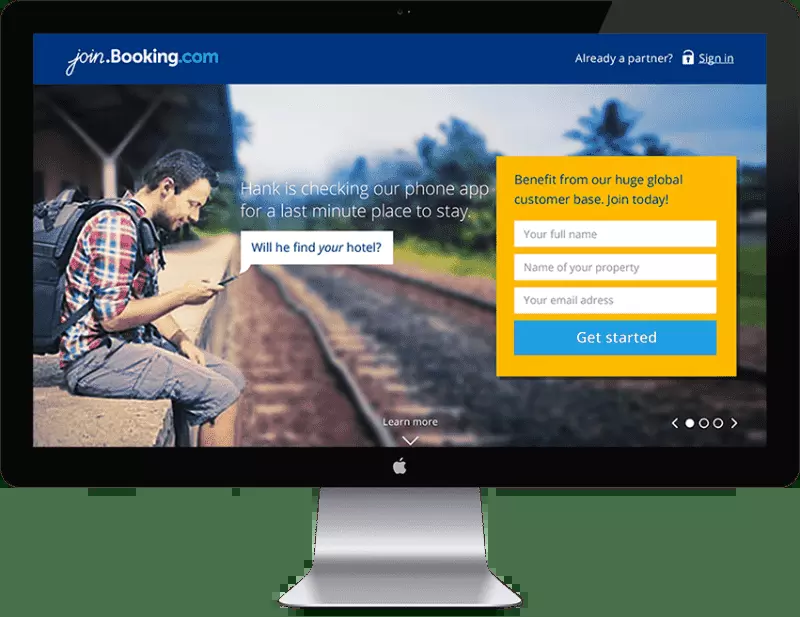 join.Booking.com
Already a partner? Sign in
Hank is checking our phone app
for a last minute place to stay.
Will he find your hotel?
Benefit from our huge global
customer base. Join today!
Your full name
Name of your property
Your email adress
Get started
Learn more